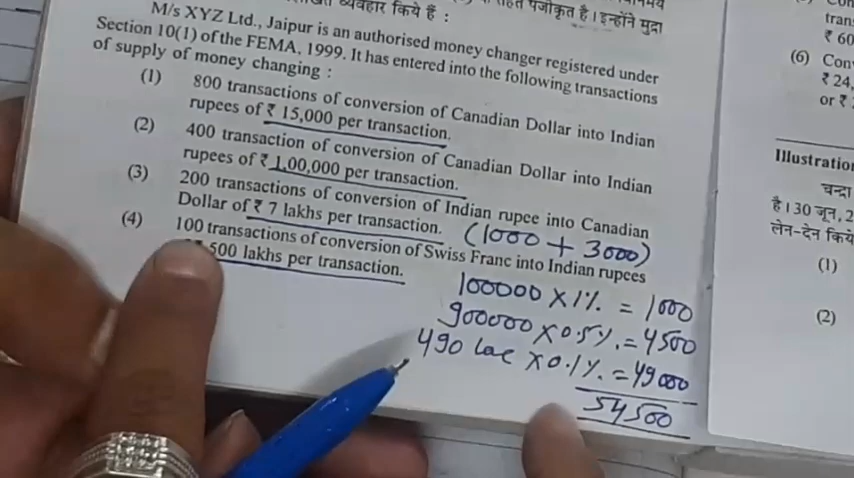 व्यवहार किये हैं :
पंजीकृत है। इन्होंने मुद्रा
M/s XYZ Ltd., Jaipur is an authorised money changer registered under
Section 10(1) of the FEMA, 1999. It has entered into the following transactions
of supply of money changing :
(1) 800 transactions of conversion of Canadian Dollar into Indian
rupees of ₹ 15,000 per transaction.
(2) 400 transaction of conversion of Canadian Dollar into Indian
rupees of ₹ 1,00,000 per transaction.
(3) 200 transactions of conversion of Indian rupee into Canadian
Dollar of ₹ 7 lakhs per transaction. (1000 + 3000)
(4) 100 transactions of conversion of Swiss Franc into Indian rupees
500 lakhs per transaction.
100000 × 1% = 1000
900000 × 0.5% = 4500
490 lac × 0.1% = 49000
54500
tran
₹ 60
(6) Con
₹ 24,
or ₹
Illustratio
चन्द्रा
है। 30 जून, 2
लेन-देन किये
(1)
(2)